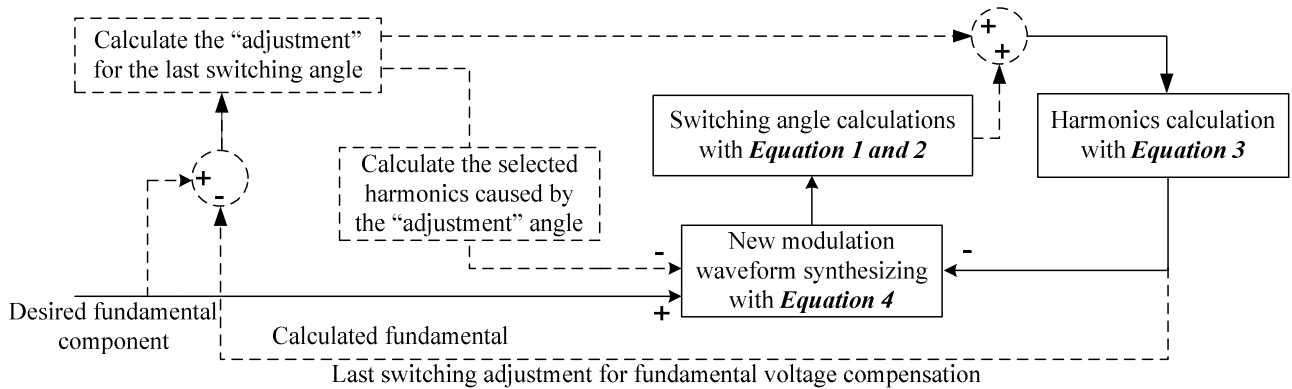 Calculate the “adjustment”
for the last switching angle
+
+
Switching angle calculations
with Equation 1 and 2
Harmonics calculation
with Equation 3
Calculate the selected
harmonics caused by
the “adjustment” angle
+
-
New modulation
waveform synthesizing
with Equation 4
-
-
+
Desired fundamental
component
Calculated fundamental
Last switching adjustment for fundamental voltage compensation